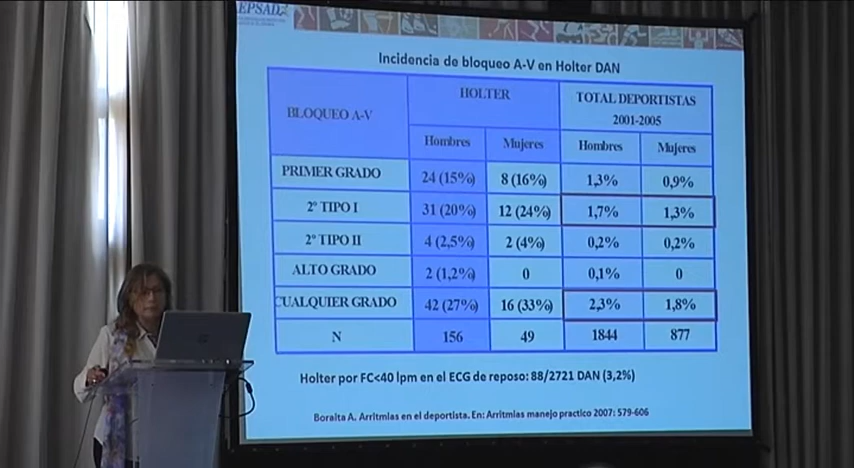 EPSAD
Incidencia de bloqueo A-V en Holter DAN
BLOQUEO A-V HOLTER TOTAL DEPORTISTAS
2001-2005
Hombres Mujeres Hombres Mujeres
PRIMER GRADO 24 (15%) 8 (16%) 1,3% 0,9%
2º TIPO I 31 (20%) 12 (24%) 1,7% 1,3%
2º TIPO II 4 (2,5%) 2 (4%) 0,2% 0,2%
ALTO GRADO 2 (1,2%) 0 0,1% 0
CUALQUIER GRADO 42 (27%) 16 (33%) 2,3% 1,8%
N 156 49 1844 877
Holter por FC<40 lpm en el ECG de reposo: 88/2721 DAN (3,2%)
Boraita A. Arritmias en el deportista. En: Arritmias manejo practico 2007: 579-606